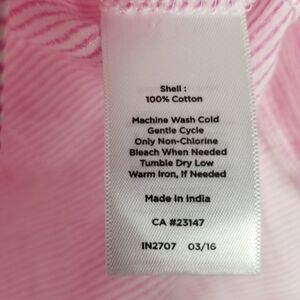 Shell :
100% Cotton
Machine Wash Cold
Gentle Cycle
Only Non-Chlorine
Bleach When Needed
Tumble Dry Low
Warm Iron, If Needed
Made in India
CA #23147
IN2707 03/16